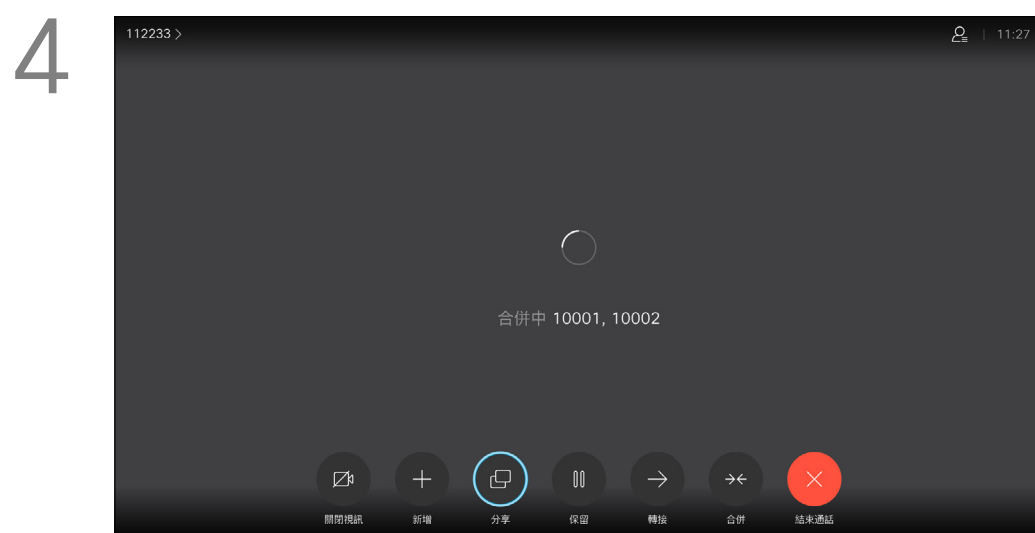 4
112233 >
11:27
合併中 10001, 10002
關閉視訊
新增
分享
保留
轉接
合併
結束通話